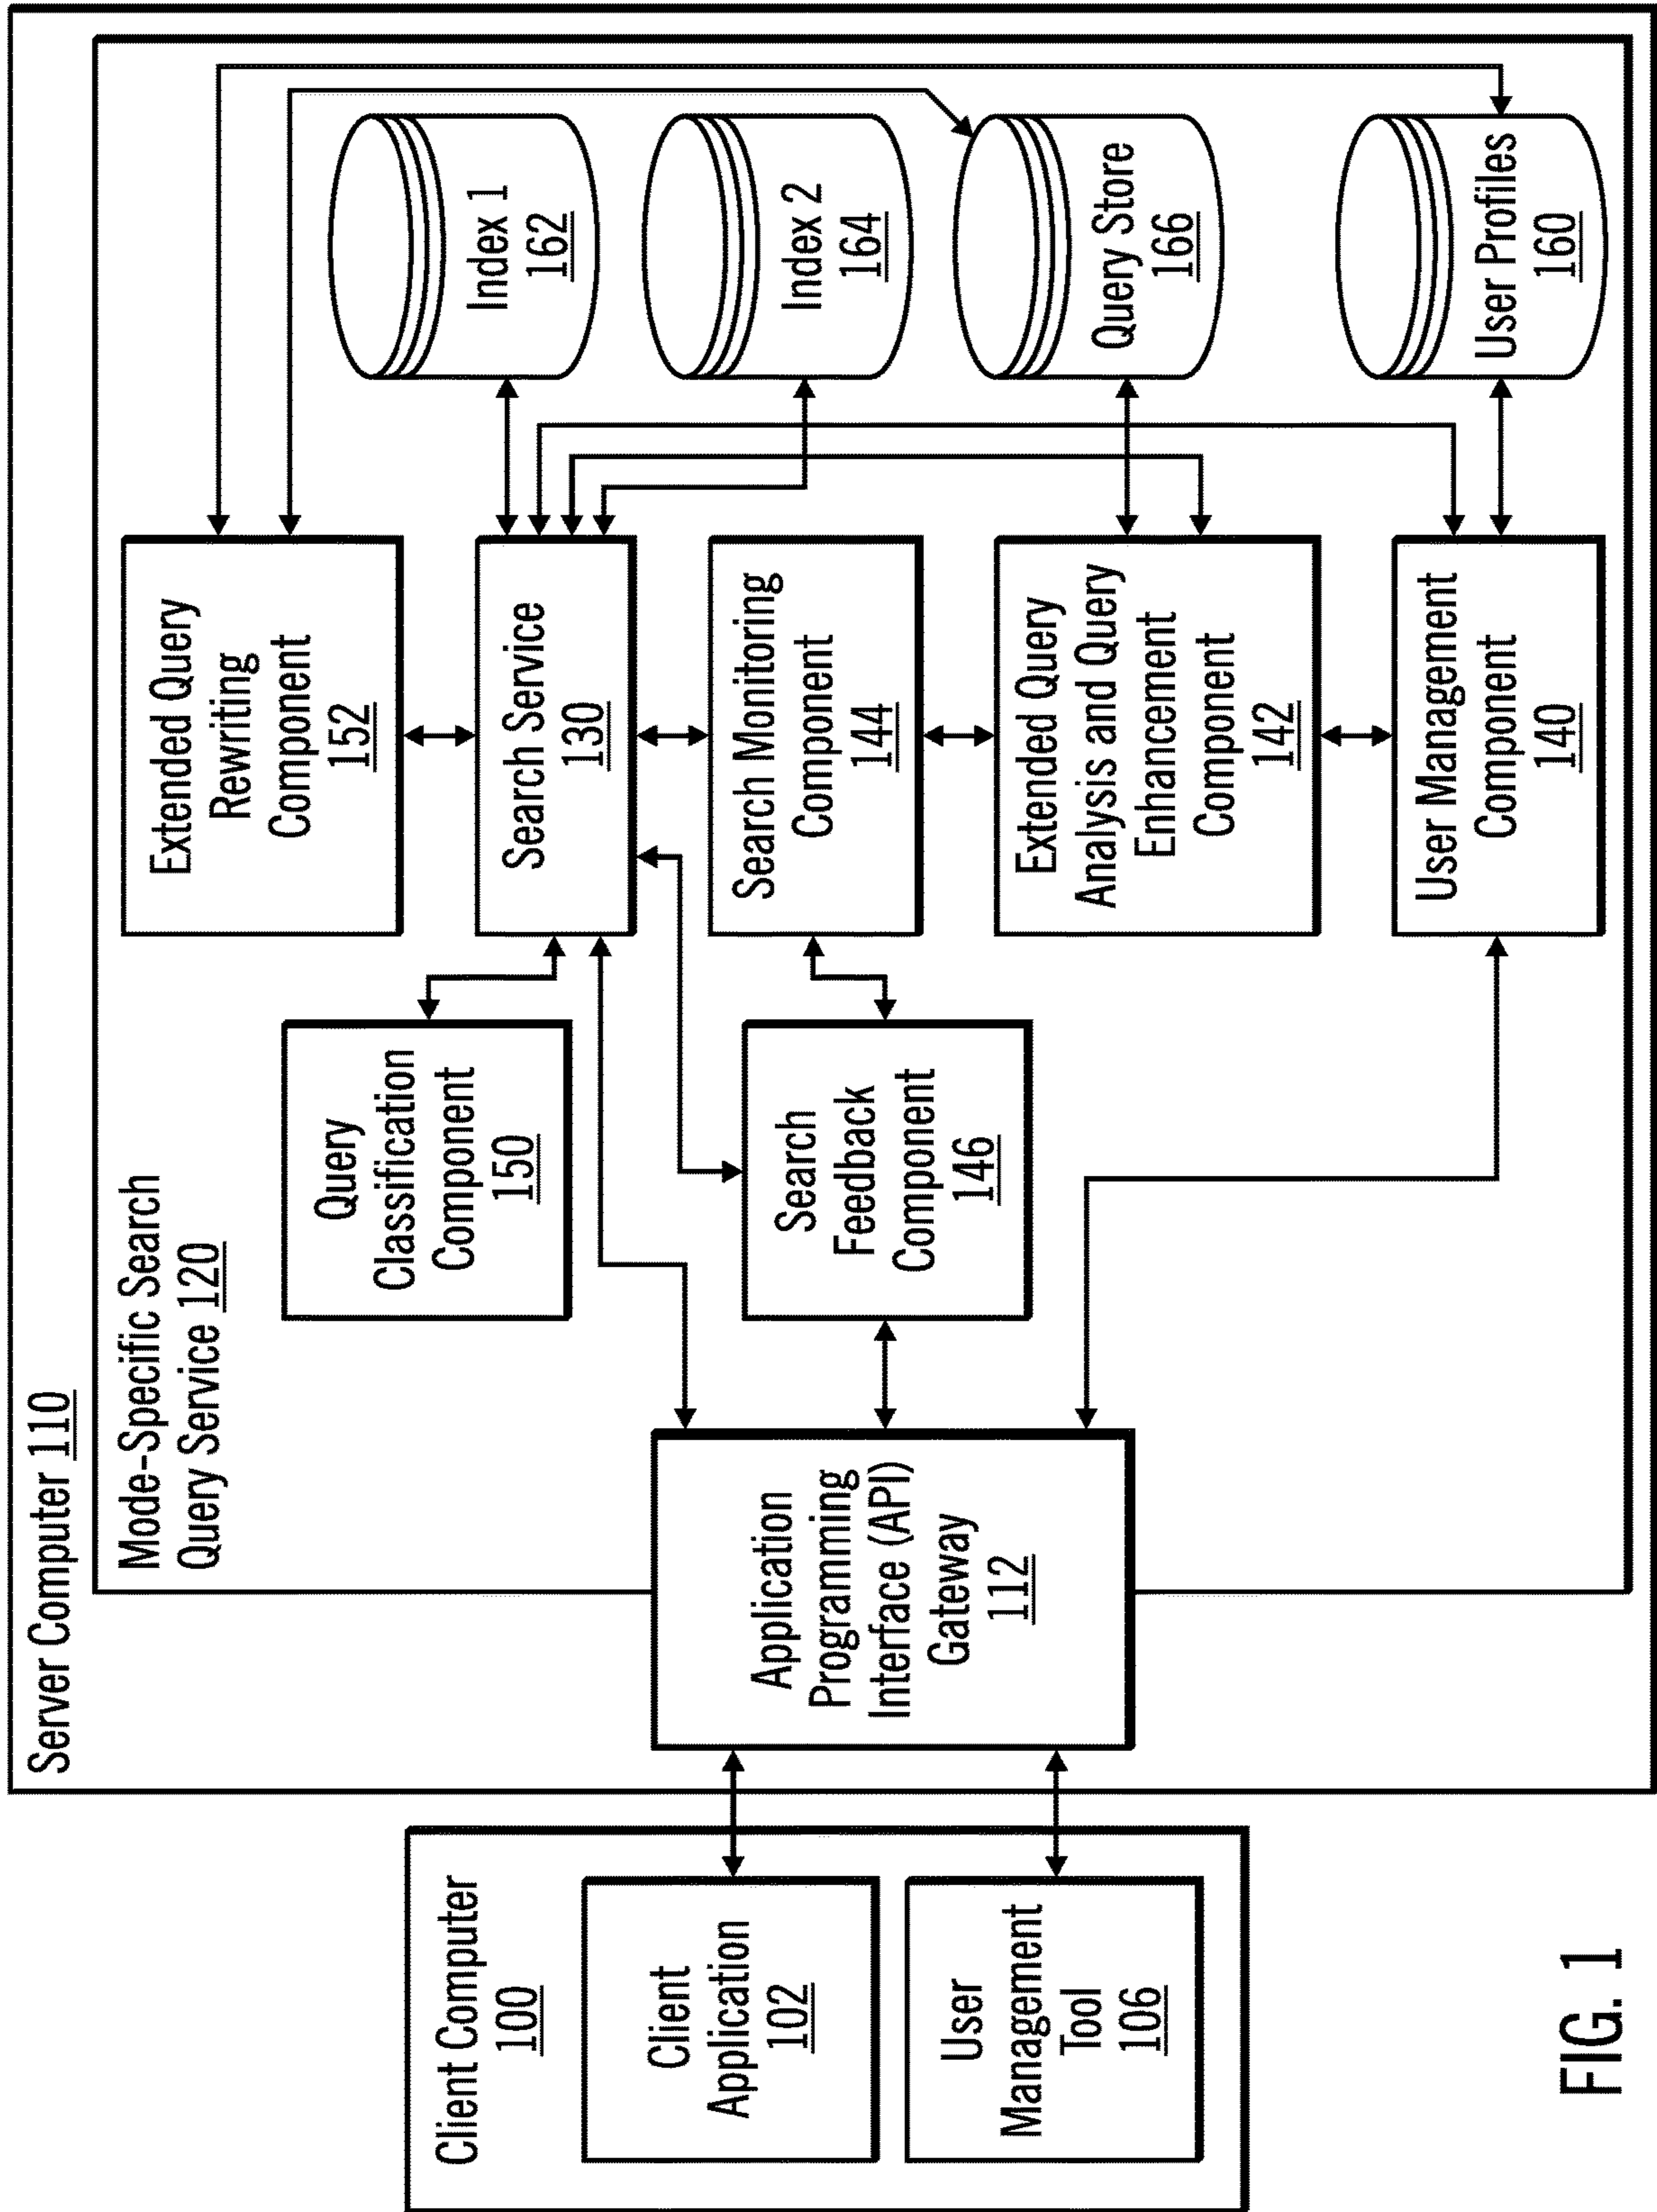 Server Computer 110
Mode-Specific Search
Query Service 120
Client Computer
100
Client
Application
102
User
Management
Tool
106
Application
Programming
Interface (API)
Gateway
112
Query
Classification
Component
150
Search
Feedback
Component
146
Extended Query
Rewriting
Component
152
Search Service
130
Search Monitoring
Component
144
Extended Query
Analysis and Query
Enhancement
Component
142
User Management
Component
140
Index 1
162
Index 2
164
Query Store
166
User Profiles
160
FIG. 1